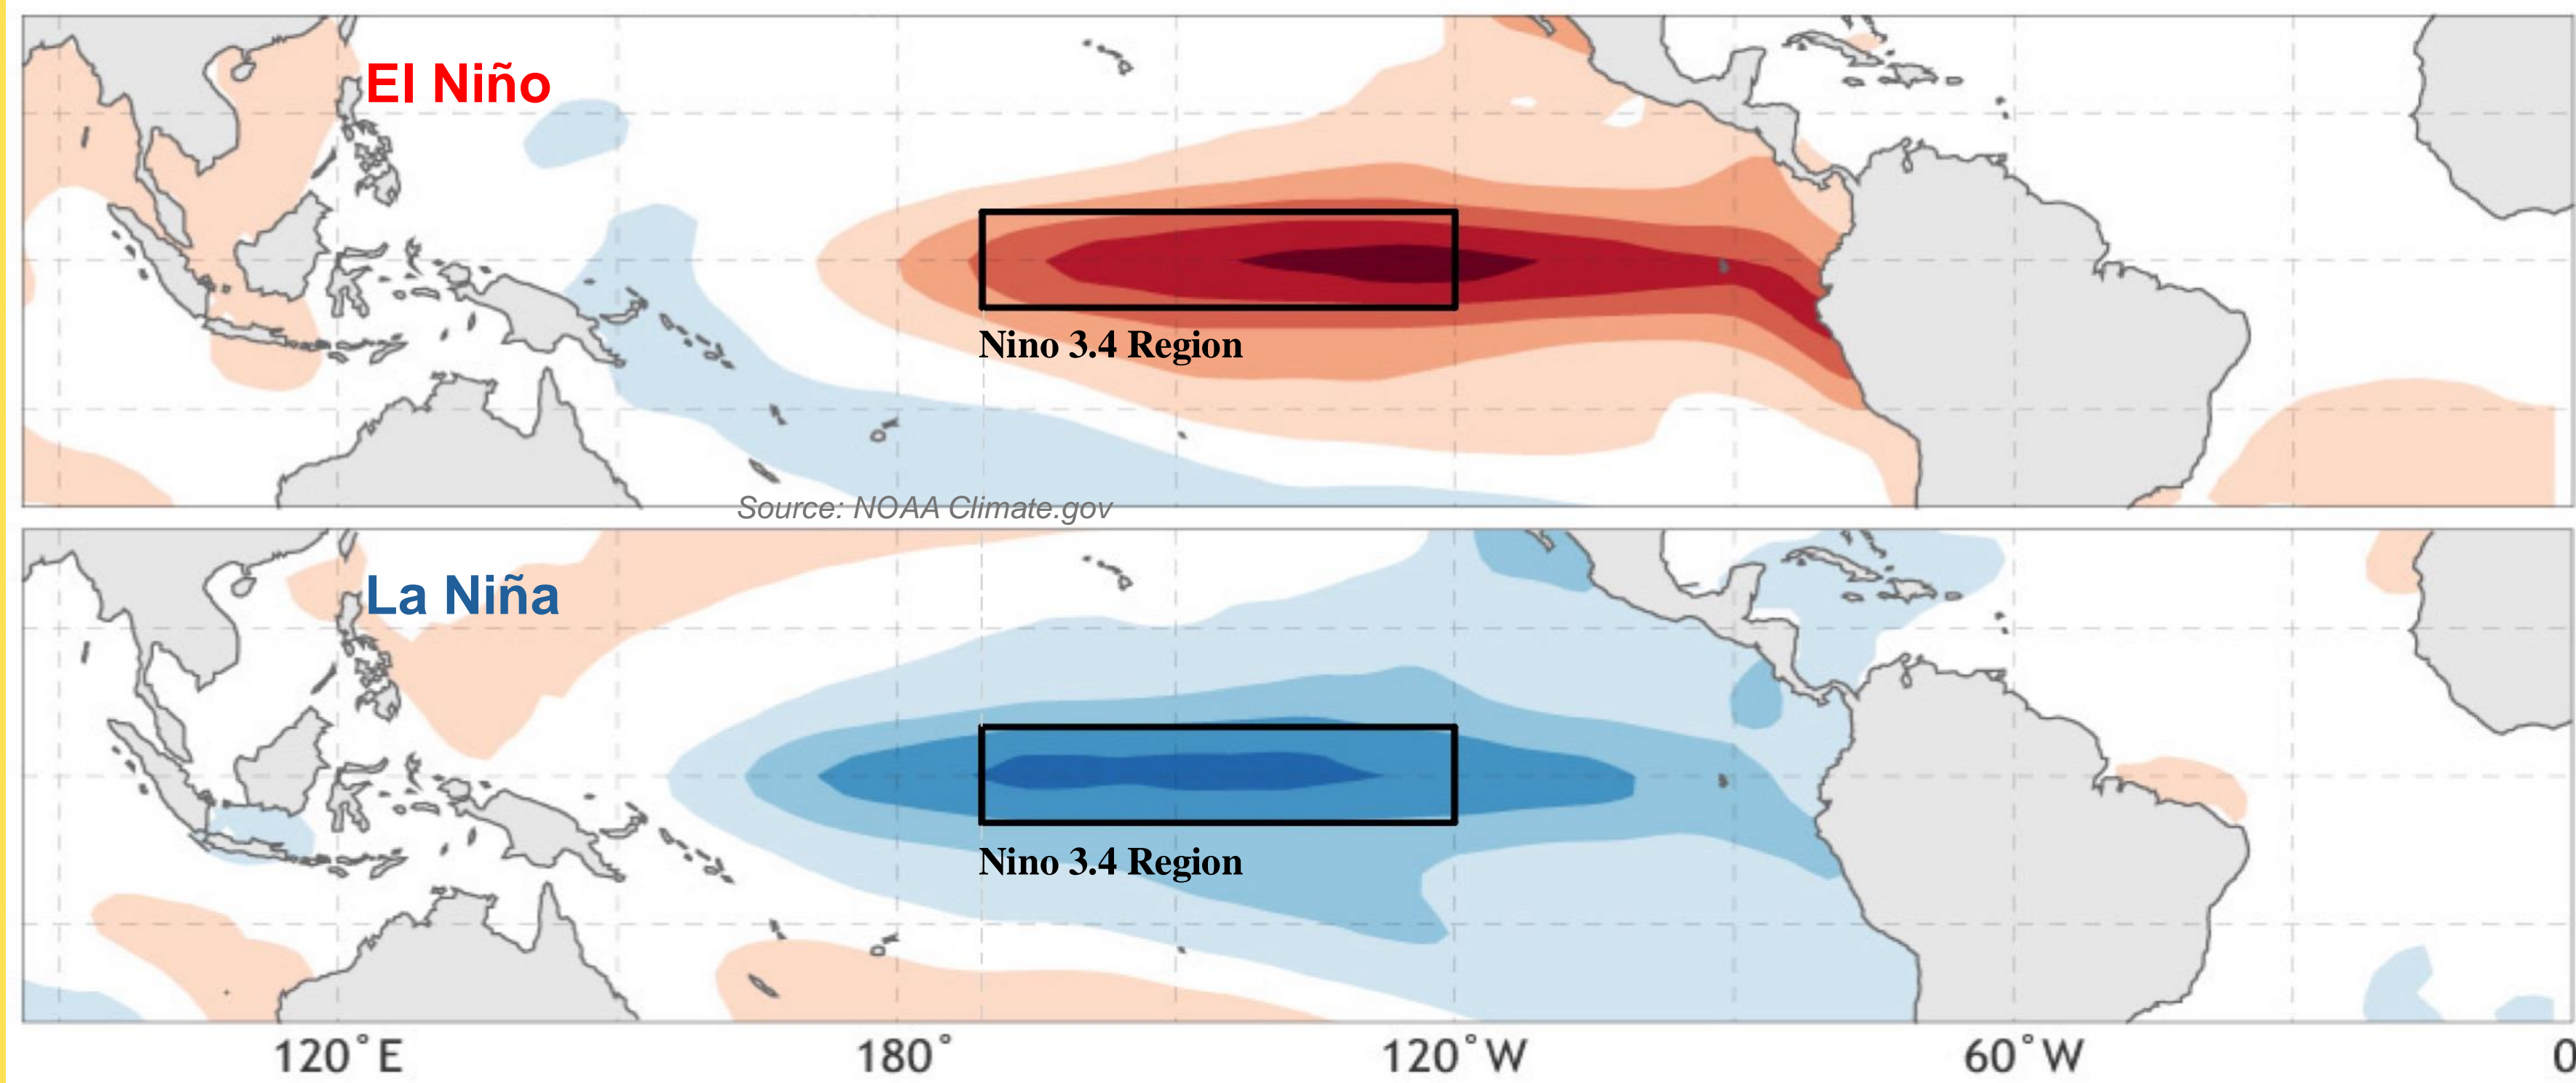 El Niño
Nino 3.4 Region
Source: NOAA Climate.gov
La Niña
Nino 3.4 Region
120°E 180° 120°W 60°W 0